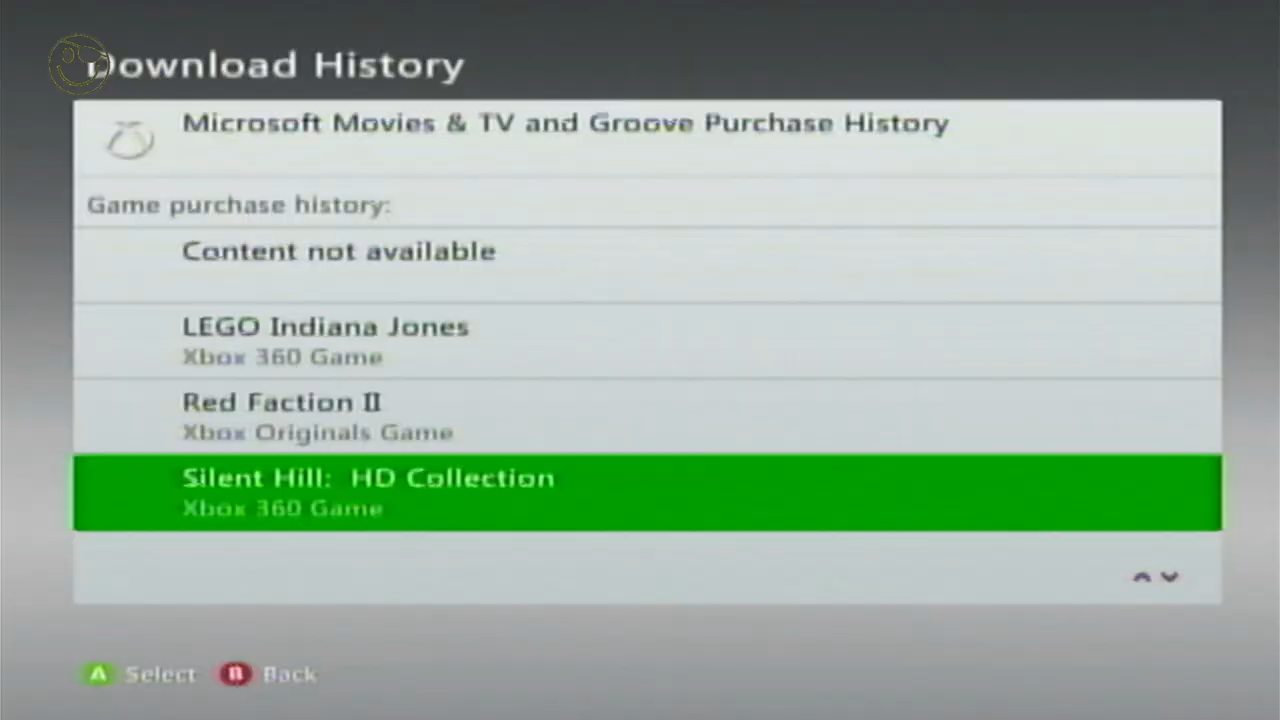 Download History
Microsoft Movies & TV and Groove Purchase History
Game purchase history:
Content not available
LEGO Indiana Jones
Xbox 360 Game
Red Faction II
Xbox Originals Game
Silent Hill:  HD Collection
Xbox 360 Game
A Select B Back